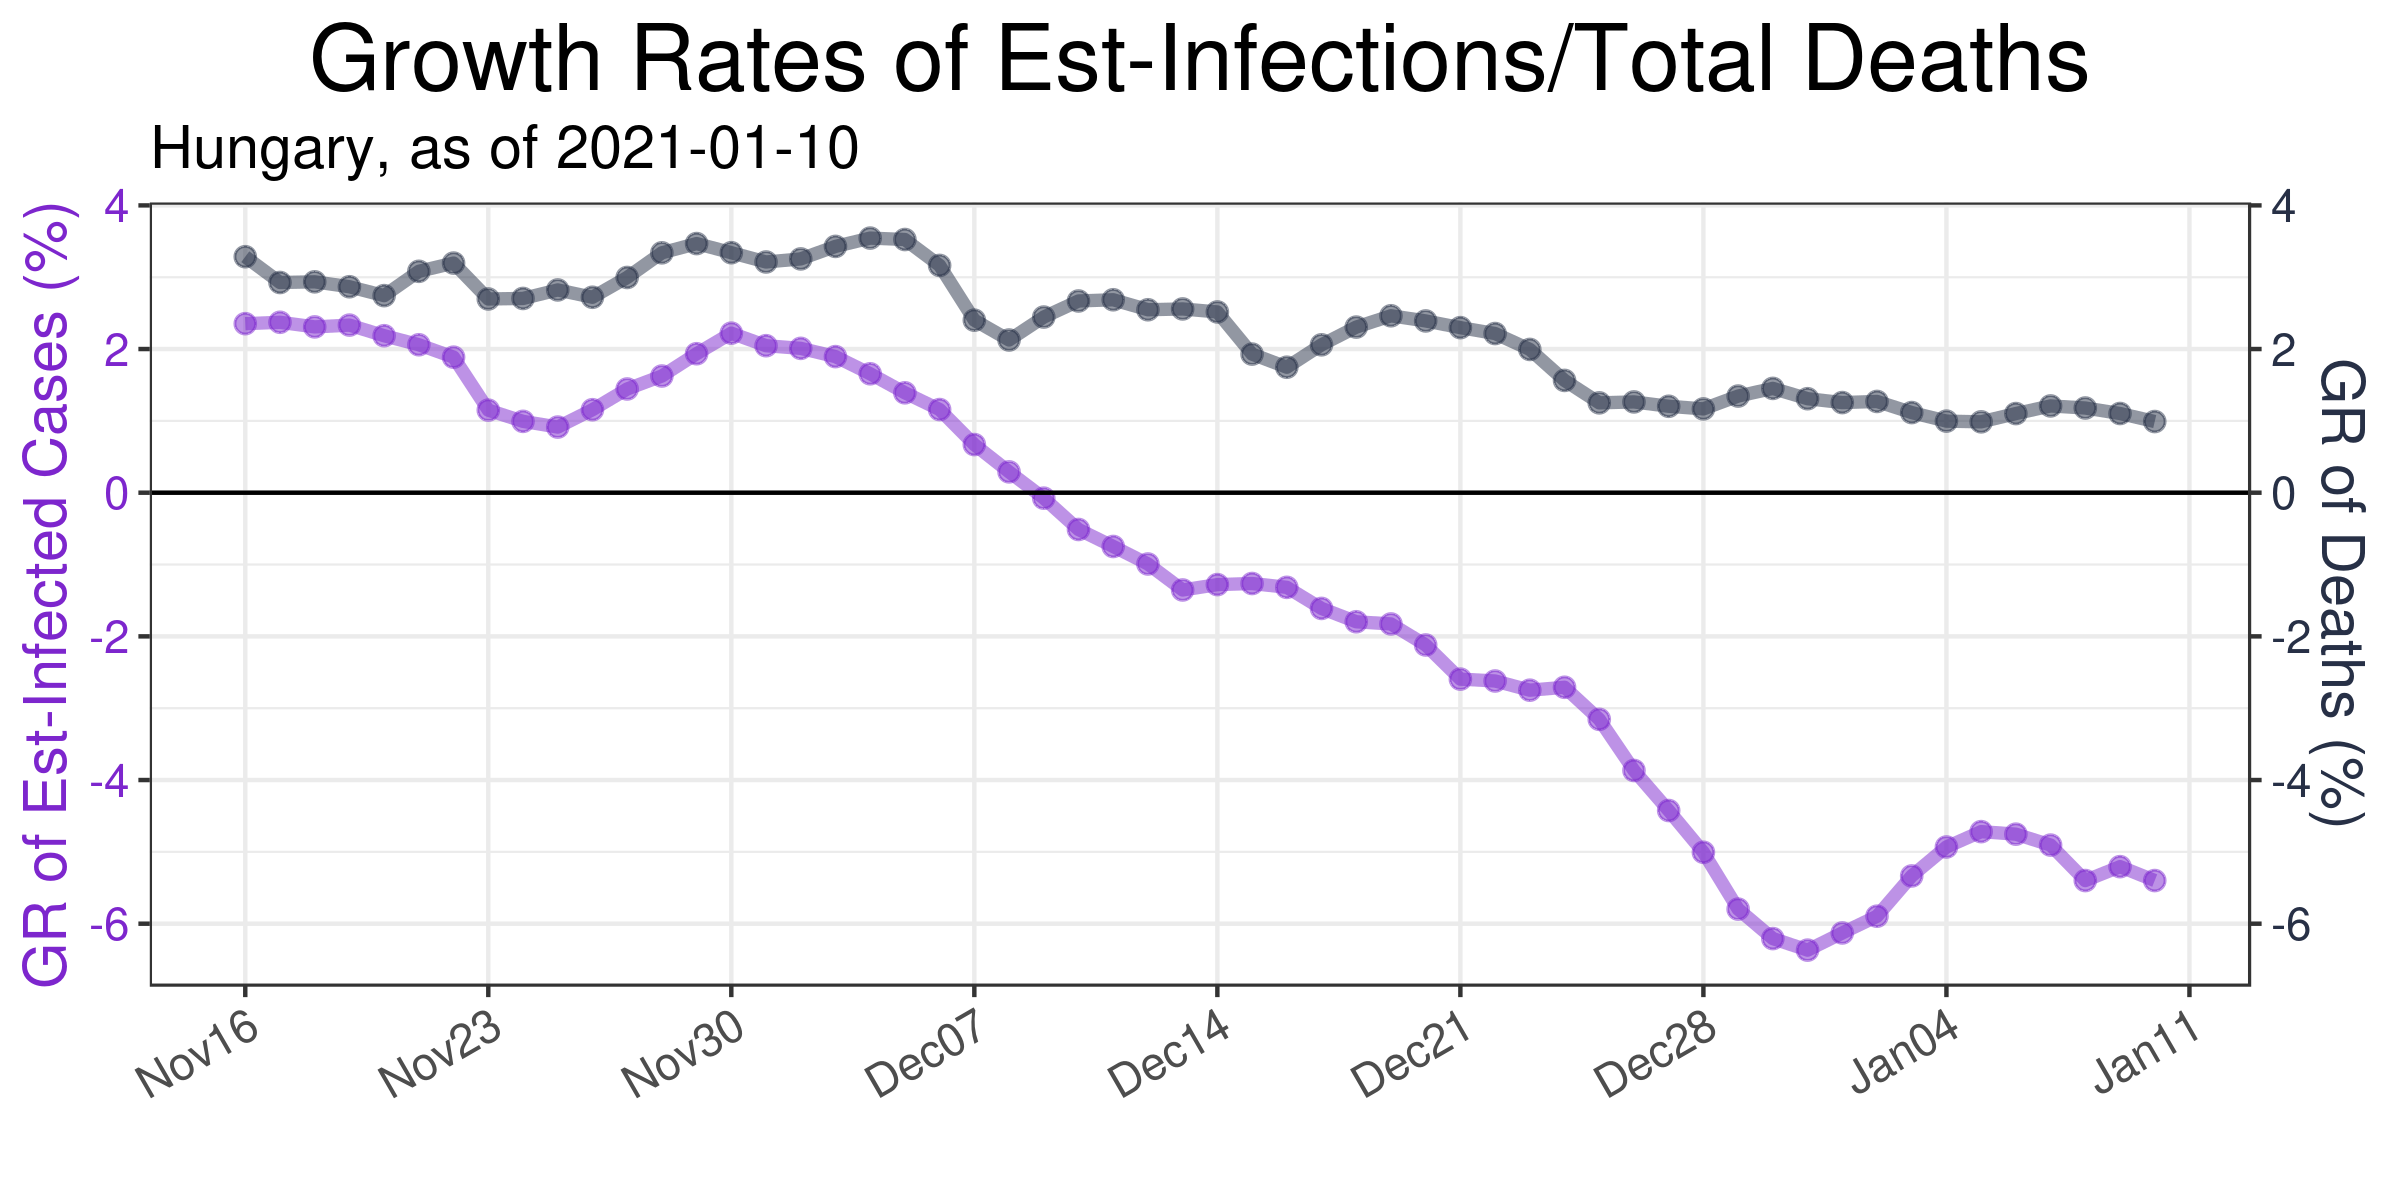 Growth Rates of Est-Infections/Total Deaths
Hungary, as of 2021-01-10
GR of Est-Infected Cases (%)
4
2
0
-2
-4
-6
4
2
0
-2
-4
-6
GR of Deaths (%)
Nov16
Nov23
Nov30
Dec07
Dec14
Dec21
Dec28
Jan04
Jan11